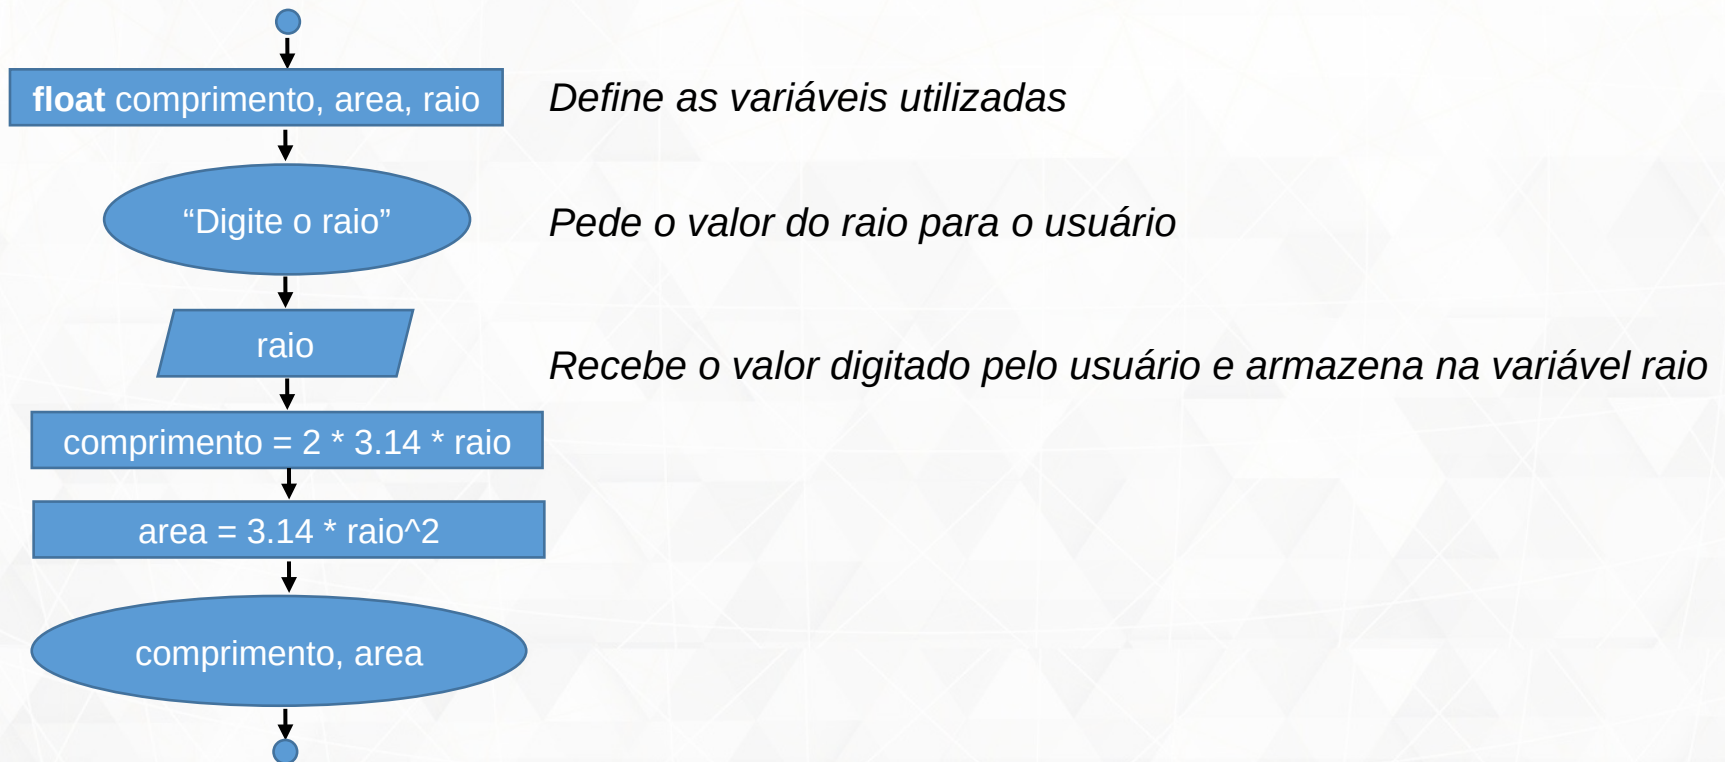 float comprimento, area, raio
Define as variáveis utilizadas
“Digite o raio”
Pede o valor do raio para o usuário
raio
Recebe o valor digitado pelo usuário e armazena na variável raio
comprimento = 2 * 3.14 * raio
area = 3.14 * raio^2
comprimento, area